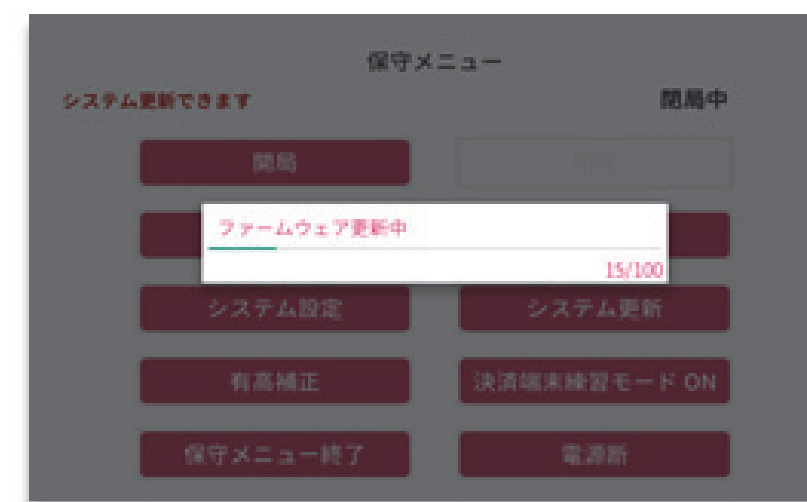 保守メニュー
システム更新できます
閉局中
開局
ファームウェア更新中
15/100
システム設定
システム更新
有高補正
決済端末練習モード ON
保守メニュー終了
電源断